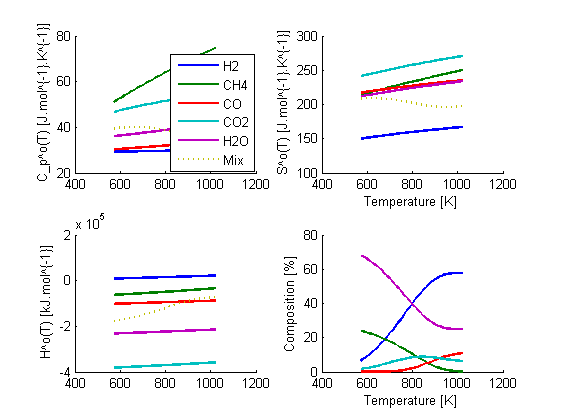 C_p^o(T) [J.mol^{-1}.K^{-1}]
80
60
40
20
400 600 800 1000 1200
H2
CH4
CO
CO2
H2O
Mix
S^o(T) [J.mol^{-1}.K^{-1}]
300
250
200
150
100
400 600 800 1000 1200
Temperature [K]
H^o(T) [kJ.mol^{-1}]
x 10^5
2
0
-2
-4
400 600 800 1000 1200
Composition [%]
80
60
40
20
0
400 600 800 1000 1200
Temperature [K]